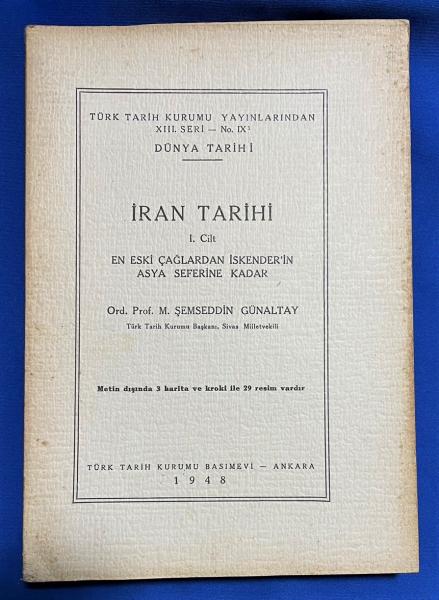 TÜRK TARİH KURUMU YAYINLARINDAN
XIII. SERİ — No. IX¹
DÜNYA TARİHİ
İRAN TARİHİ
I. Cilt
EN ESKİ ÇAĞLARDAN İSKENDER'İN
ASYA SEFERİNE KADAR
Ord. Prof. M. ŞEMSEDDİN GÜNALTAY
Türk Tarih Kurumu Başkanı, Sivas Milletvekili
Metin dışında 3 harita ve kroki ile 29 resim vardır
TÜRK TARİH KURUMU BASIMEVİ — ANKARA
1948